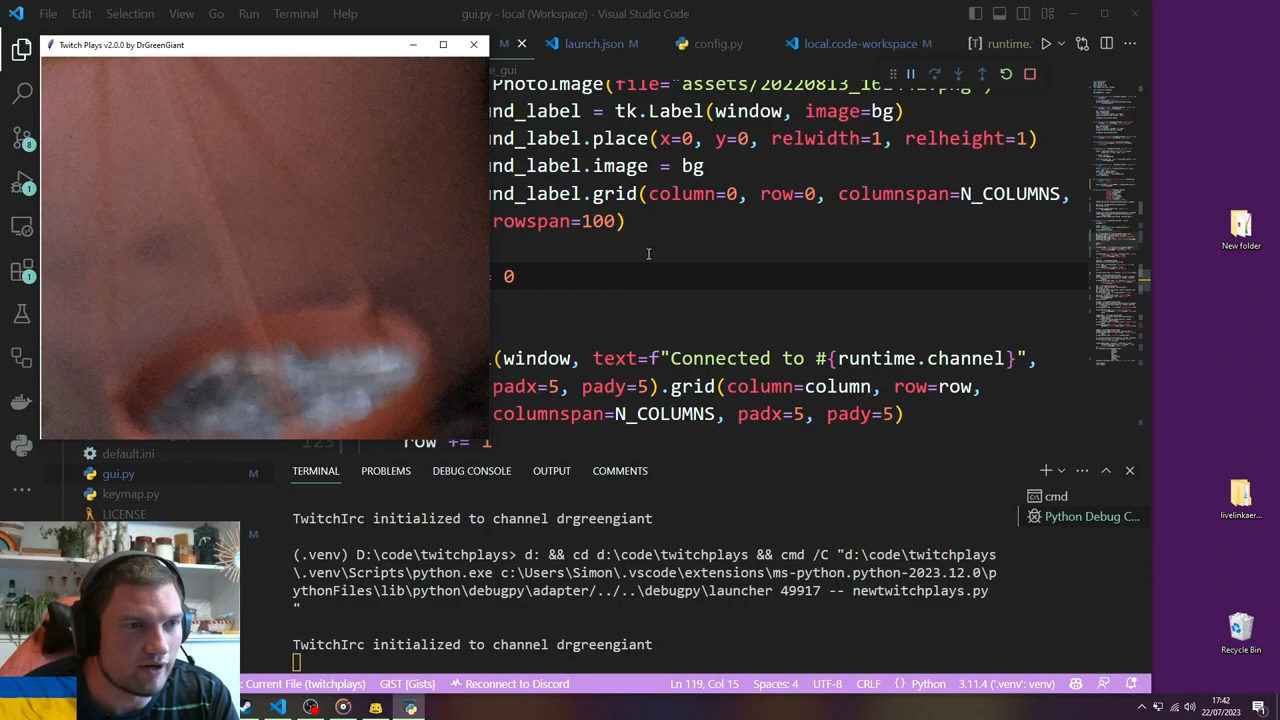 File Edit Selection View Go Run Terminal Help
gui.py - local (Workspace) - Visual Studio Code
Twitch Plays v2.0.0 by DrGreenGiant
M launch.json M config.py local.code-workspace M [T] runtime.
PhotoImage(file="assets/20220813_
nd_label = tk.Label(window, image=bg)
nd_label.place(x=0, y=0, relwidth=1, relheight=1)
nd_label.image = bg
nd_label.grid(column=0, row=0, columnspan=N_COLUMNS,
rowspan=100)
= 0
(window, text=f"Connected to #{runtime.channel}",
padx=5, pady=5).grid(column=column, row=row,
columnspan=N_COLUMNS, padx=5, pady=5)
123 row += 1
8
1
1
default.ini
gui.py M
keymap.py
LICENSE
M
TERMINAL PROBLEMS DEBUG CONSOLE OUTPUT COMMENTS
cmd
Python Debug C...
TwitchIrc initialized to channel drgreengiant
(.venv) D:\code\twitchplays> d: && cd d:\code\twitchplays && cmd /C "d:\code\twitchplays
\.venv\Scripts\python.exe c:\Users\Simon\.vscode\extensions\ms-python.python-2023.12.0\p
ythonFiles\lib\python\debugpy\adapter/../..\debugpy\launcher 49917 -- newtwitchplays.py
"
TwitchIrc initialized to channel drgreengiant
: Current File (twitchplays) GIST [Gists] Reconnect to Discord Ln 119, Col 15 Spaces: 4 UTF-8 CRLF Python 3.11.4 ('.venv': venv)
New folder
livelinkaer...
Recycle Bin
17:42
22/07/2023
1